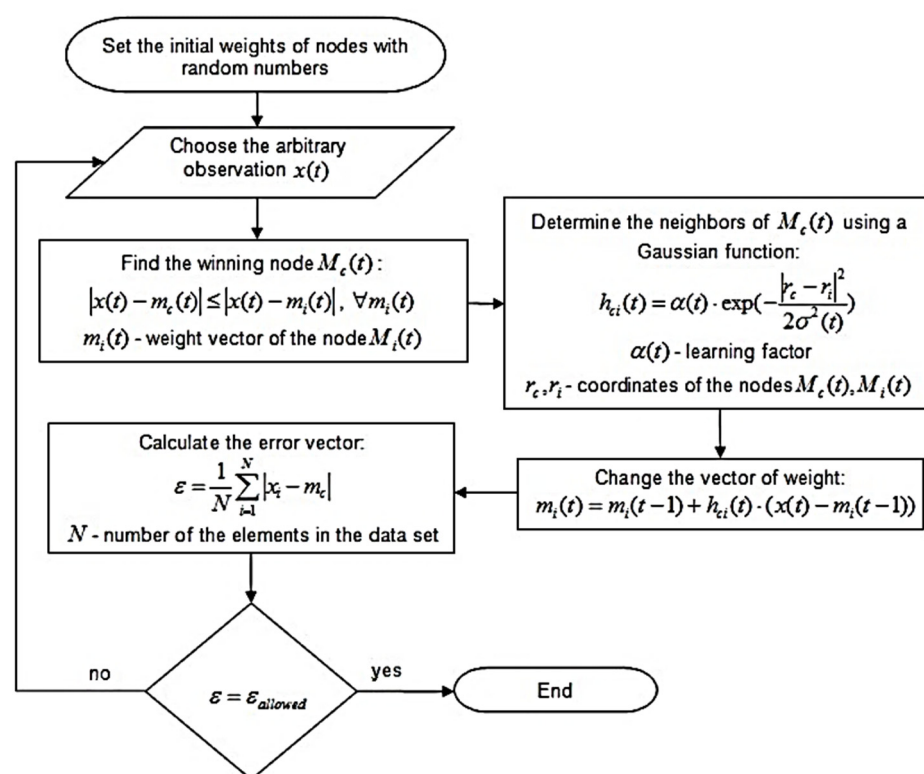 Set the initial weights of nodes with
random numbers
Choose the arbitrary
observation x(t)
Find the winning node M_c(t) :
|x(t) − m_c(t)| ≤ |x(t) − m_i(t)|, ∀m_i(t)
m_i(t) - weight vector of the node M_i(t)
Determine the neighbors of M_c(t) using a
Gaussian function:
h_ci(t) = α(t) · exp(−|r_c − r_i|²/2σ²(t))
α(t) - learning factor
r_c, r_i - coordinates of the nodes M_c(t), M_i(t)
Change the vector of weight:
m_i(t) = m_i(t−1) + h_ci(t) · (x(t) − m_i(t−1))
Calculate the error vector:
ε = 1/N ∑_{i=1}^{N} |x_i − m_c|
N - number of the elements in the data set
ε = ε_allowed
no
yes
End